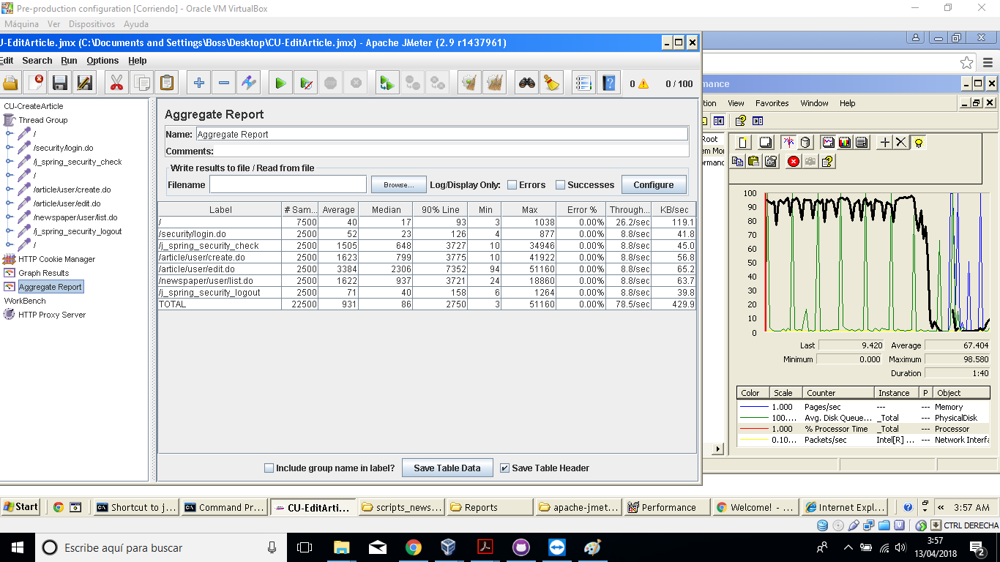 Pre-production configuration [Corriendo] - Oracle VM VirtualBox
Máquina Ver Dispositivos Ayuda
U-EditArticle.jmx (C:\Documents and Settings\Boss\Desktop\CU-EditArticle.jmx) - Apache JMeter (2.9 r1437961)
Edit Search Run Options Help
0 0 / 100
CU-CreateArticle
Thread Group
/
/security/login.do
/j_spring_security_check
/
/article/user/create.do
/article/user/edit.do
/newspaper/user/list.do
/j_spring_security_logout
/
HTTP Cookie Manager
Graph Results
Aggregate Report
WorkBench
HTTP Proxy Server
Aggregate Report
Name: Aggregate Report
Comments:
Write results to file / Read from file
Filename Browse... Log/Display Only: Errors Successes Configure
Label # Sam... Average Median 90% Line Min Max Error % Through... KB/sec
/ 7500 40 17 93 3 1038 0.00% 26.2/sec 119.1
/security/login.do 2500 52 23 126 4 877 0.00% 8.8/sec 41.8
/j_spring_security_check 2500 1505 648 3727 10 34946 0.00% 8.8/sec 45.0
/article/user/create.do 2500 1623 799 3775 10 41922 0.00% 8.8/sec 56.8
/article/user/edit.do 2500 3384 2306 7352 94 51160 0.00% 8.8/sec 65.2
/newspaper/user/list.do 2500 1622 937 3721 24 18860 0.00% 8.8/sec 63.7
/j_spring_security_logout 2500 71 40 158 6 1264 0.00% 8.8/sec 39.8
TOTAL 22500 931 86 2750 3 51160 0.00% 78.5/sec 429.9
Include group name in label? Save Table Data Save Table Header
mance
tion View Favorites Window Help
Root
em Mor
ormanc
100
90
80
70
60
50
40
30
20
10
0
Last 9.420 Average 67.404
Minimum 0.000 Maximum 98.580
Duration 1:40
Color Scale Counter Instance P Object
1.000 Pages/sec --- --- Memory
100.... Avg. Disk Queue... _Total --- PhysicalDisk
1.000 % Processor Time _Total --- Processor
0.10... Packets/sec Intel[R] ... --- Network Interfa
Start Shortcut to j... Command Pr... CU-EditArti... scripts_news... Reports apache-jmet... Performance Welcome! - ... Internet Expl... « 3:57 AM
CTRL DERECHA
Escribe aquí para buscar
3:57
13/04/2018
2